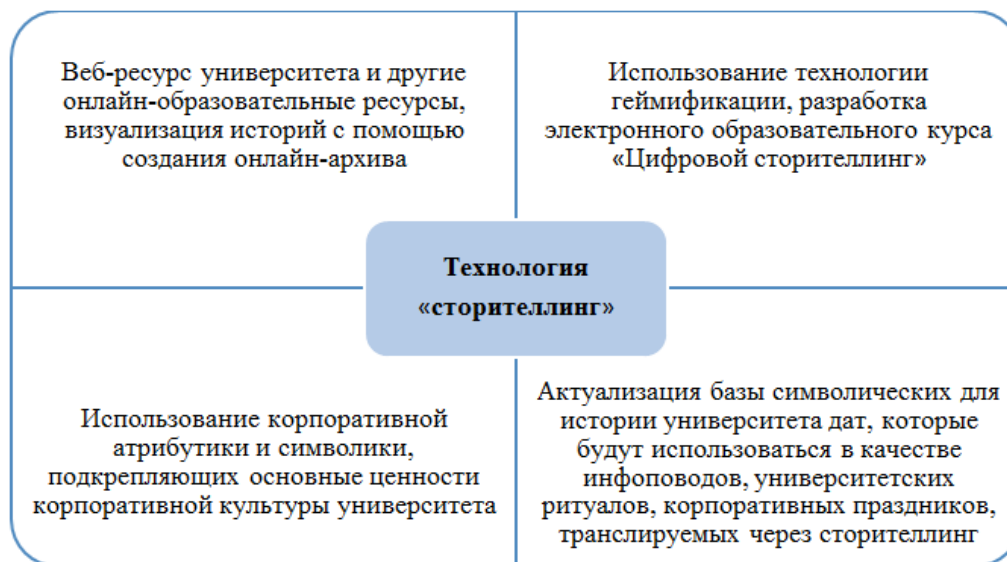 Веб-ресурс университета и другие
онлайн-образовательные ресурсы,
визуализация историй с помощью
создания онлайн-архива
Использование технологии
геймификации, разработка
электронного образовательного курса
«Цифровой сторителлинг»
Технология
«сторителлинг»
Использование корпоративной
атрибутики и символики,
подкрепляющих основные ценности
корпоративной культуры университета
Актуализация базы символических для
истории университета дат, которые
будут использоваться в качестве
инфоповодов, университетских
ритуалов, корпоративных праздников,
транслируемых через сторителлинг